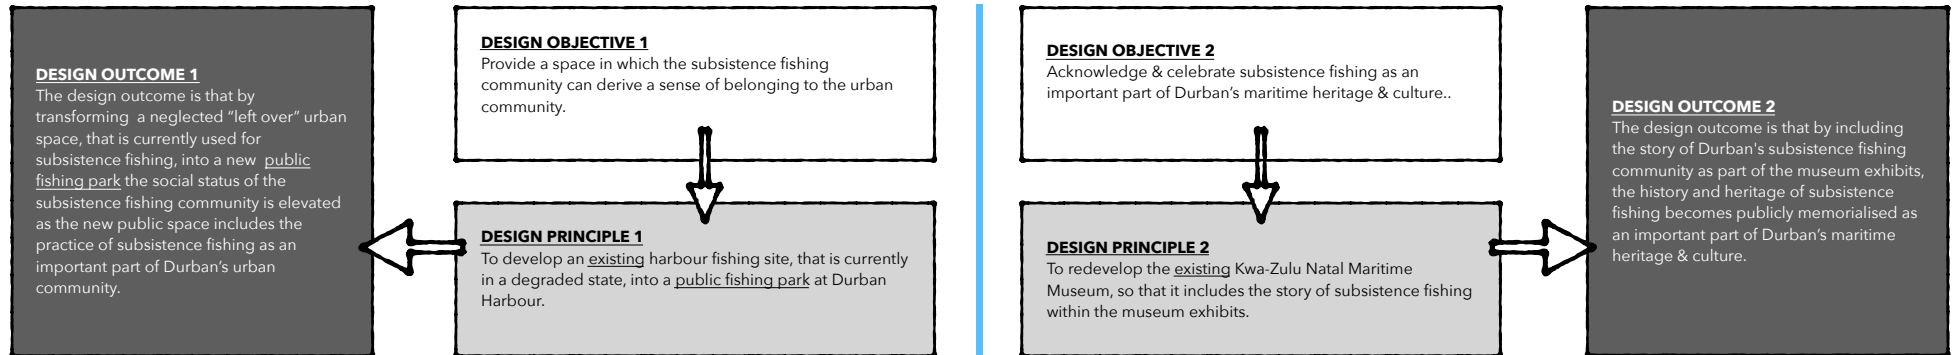 DESIGN OUTCOME 1
The design outcome is that by
transforming  a neglected “left over” urban
space, that is currently used for
subsistence fishing, into a new  public
fishing park the social status of the
subsistence fishing community is elevated
as the new public space includes the
practice of subsistence fishing as an
important part of Durban’s urban
community.
DESIGN OBJECTIVE 1
Provide a space in which the subsistence fishing
community can derive a sense of belonging to the urban
community.
DESIGN PRINCIPLE 1
To develop an existing harbour fishing site, that is currently
in a degraded state, into a public fishing park at Durban
Harbour.
DESIGN OBJECTIVE 2
Acknowledge & celebrate subsistence fishing as an
important part of Durban’s maritime heritage & culture..
DESIGN PRINCIPLE 2
To redevelop the existing Kwa-Zulu Natal Maritime
Museum, so that it includes the story of subsistence fishing
within the museum exhibits.
DESIGN OUTCOME 2
The design outcome is that by including
the story of Durban's subsistence fishing
community as part of the museum exhibits,
the history and heritage of subsistence
fishing becomes publicly memorialised as
an important part of Durban’s maritime
heritage & culture.